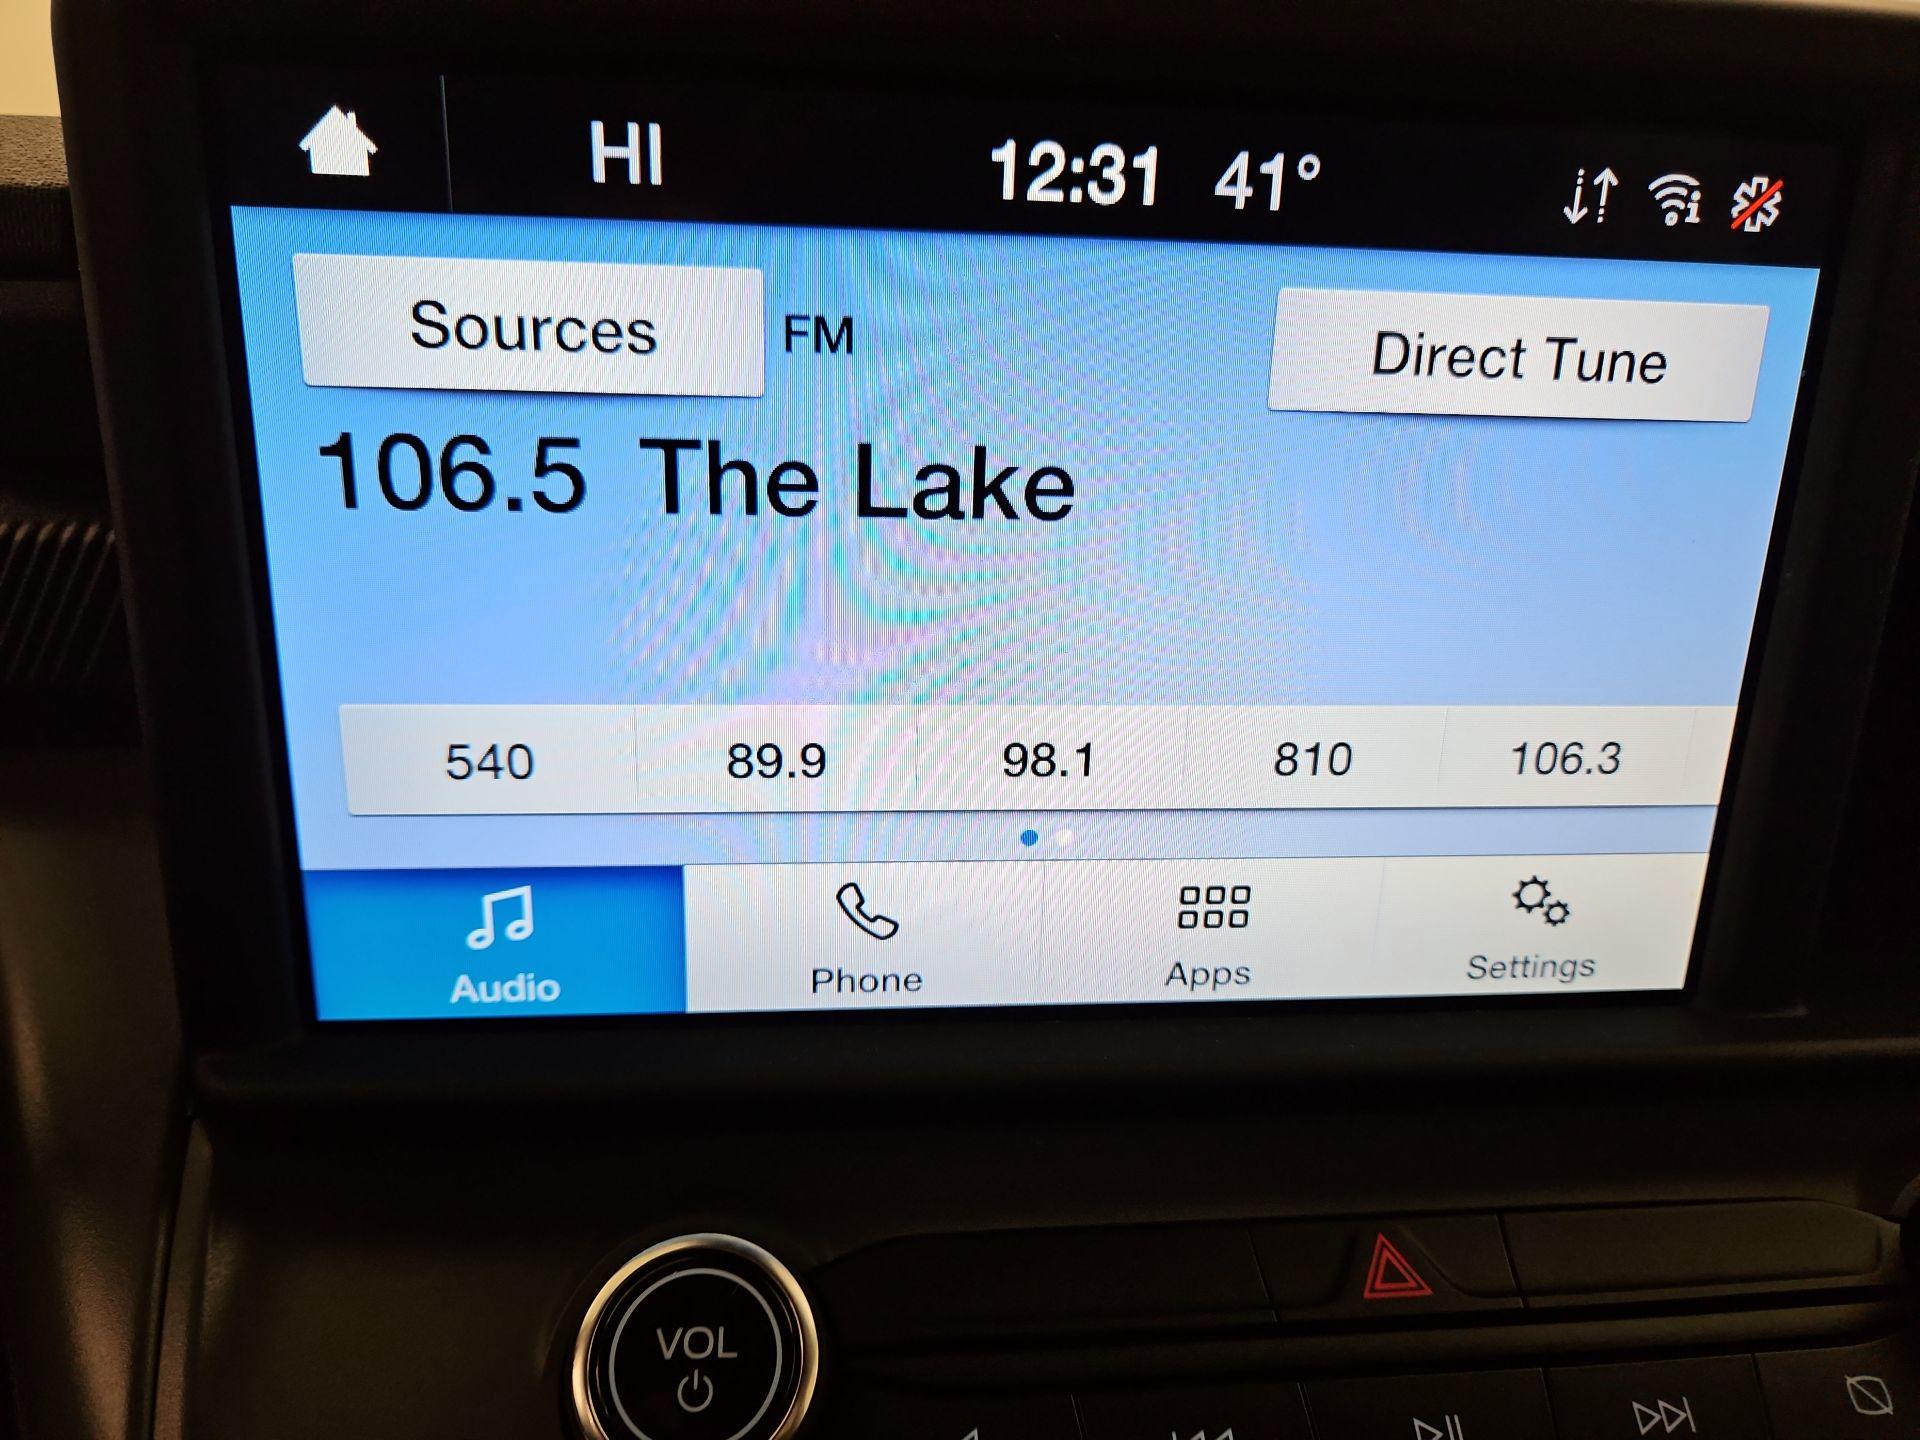 HI 12:31 41°
Sources FM Direct Tune
106.5 The Lake
540 89.9 98.1 810 106.3
Audio Phone Apps Settings
VOL